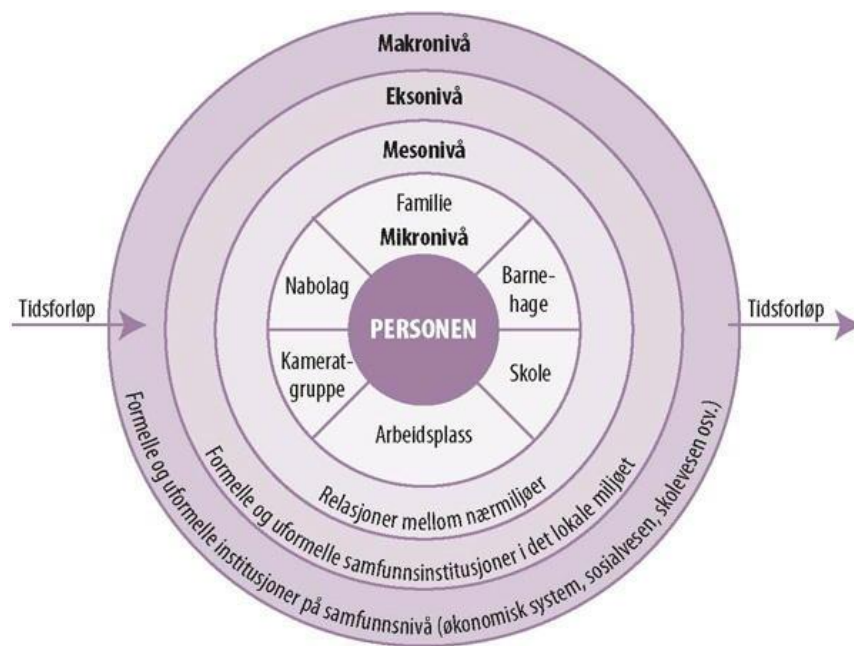 Makronivå
Eksonivå
Mesonivå
Familie
Mikronivå
Nabolag
Barne-
hage
Tidsforløp
PERSONEN
Tidsforløp
Kamerat-
gruppe
Skole
Arbeidsplass
Relasjoner mellom nærmiljøer
Formelle og uformelle samfunnsinstitusjoner i det lokale miljøet
Formelle og uformelle institusjoner på samfunnsnivå (økonomisk system, sosialvesen, skolevesen osv.)